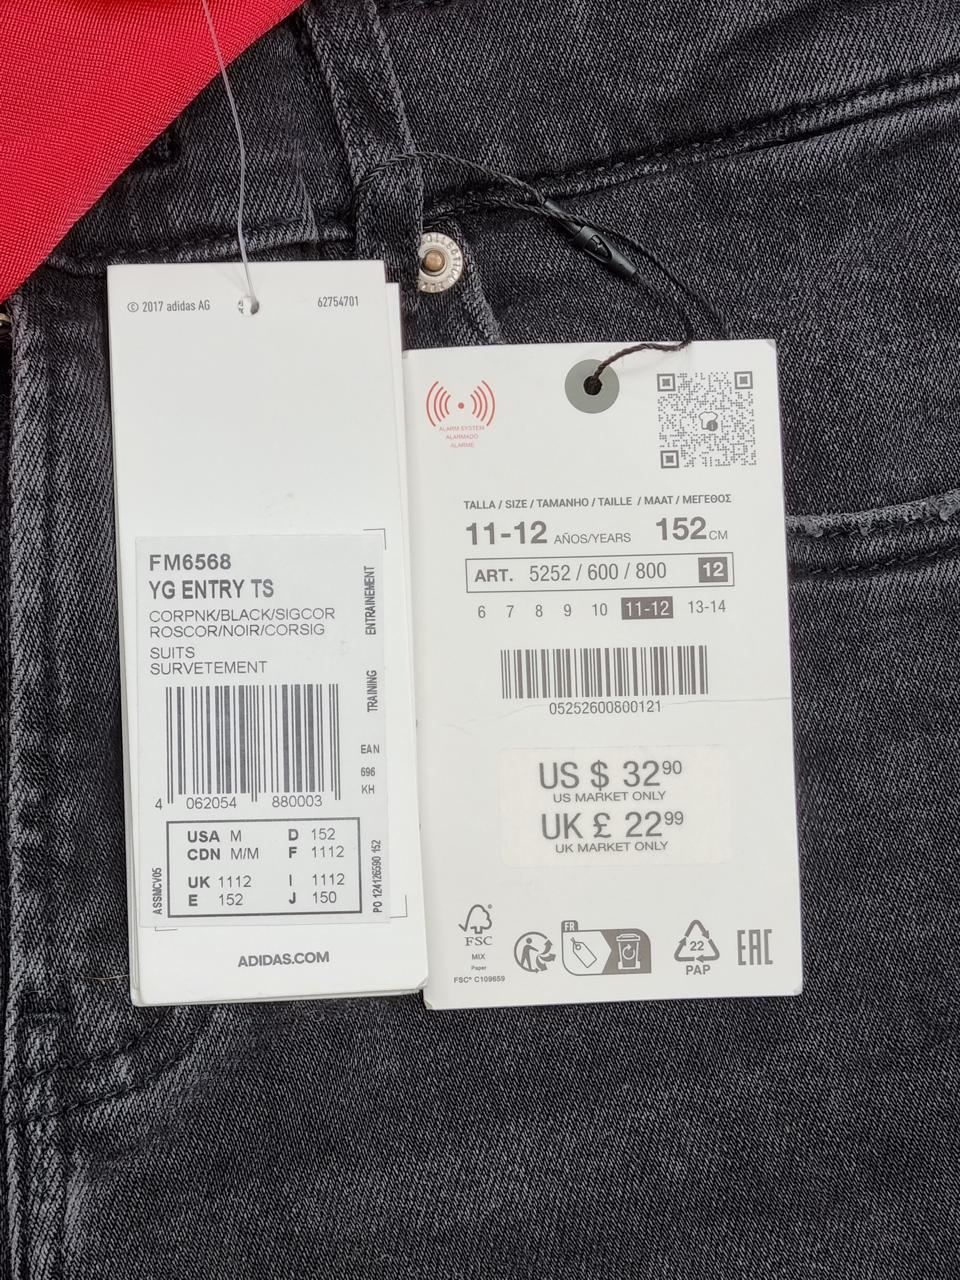 © 2017 adidas AG
62754701
FM6568
YG ENTRY TS
CORPNK/BLACK/SIGCOR
ROSCOR/NOIR/CORSIG
SUITS
SURVETEMENT
ENTRAINEMENT
TRAINING
EAN
696
KH
4 062054 880003
USA M D 152
CDN M/M F 1112
UK 1112 I 1112
E 152 J 150
ASSMCV05
PO 124126590 152
ADIDAS.COM
ALARM SYSTEM
ALARMADO
ALARME
TALLA / SIZE / TAMANHO / TAILLE / MAAT / ΜΕΓΕΘΟΣ
11-12 AÑOS/YEARS 152 CM
ART. 5252 / 600 / 800 12
6 7 8 9 10 11-12 13-14
05252600800121
US $ 3290
US MARKET ONLY
UK £ 2299
UK MARKET ONLY
FSC
MIX
Paper
FSC® C109659
FR
22
PAP
EAC